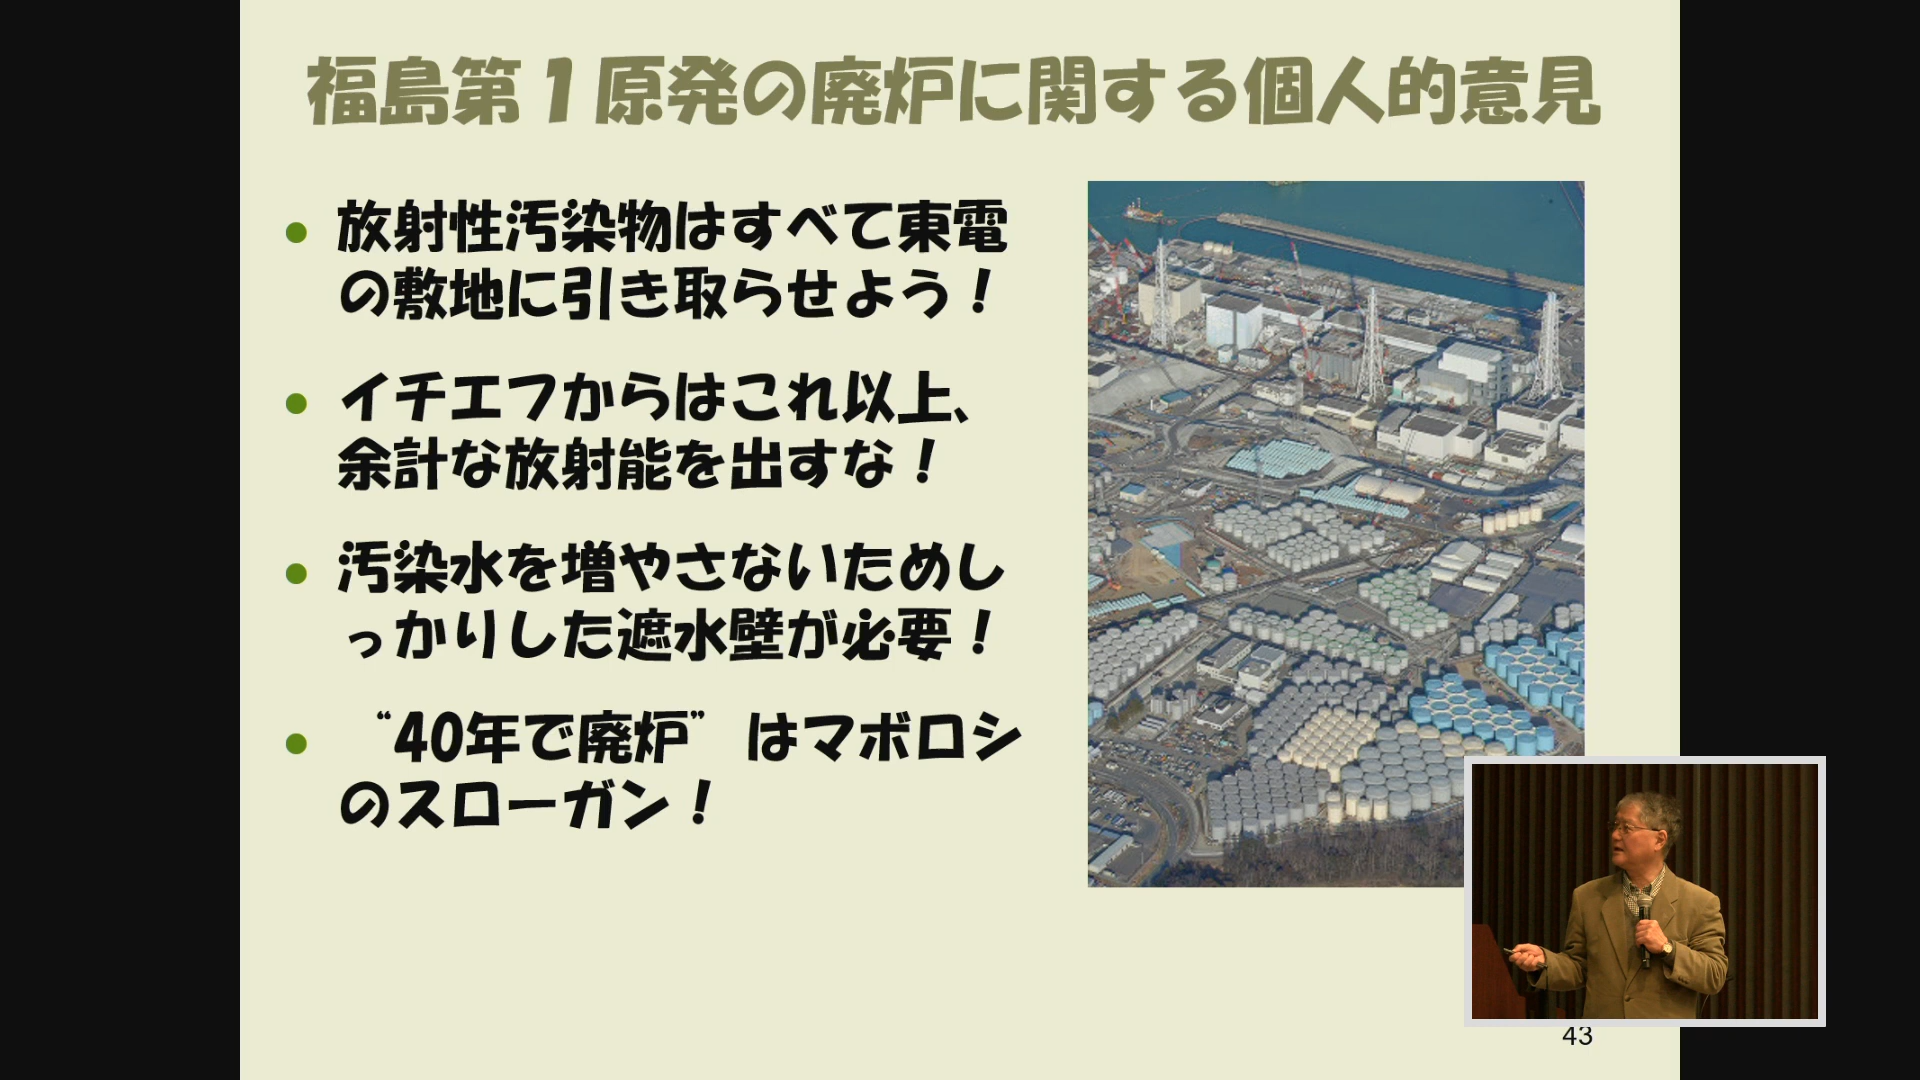 福島第１原発の廃炉に関する個人的意見
放射性汚染物はすべて東電
の敷地に引き取らせよう！
イチエフからはこれ以上、
余計な放射能を出すな！
汚染水を増やさないためし
っかりした遮水壁が必要！
“40年で廃炉”はマボロシ
のスローガン！
43